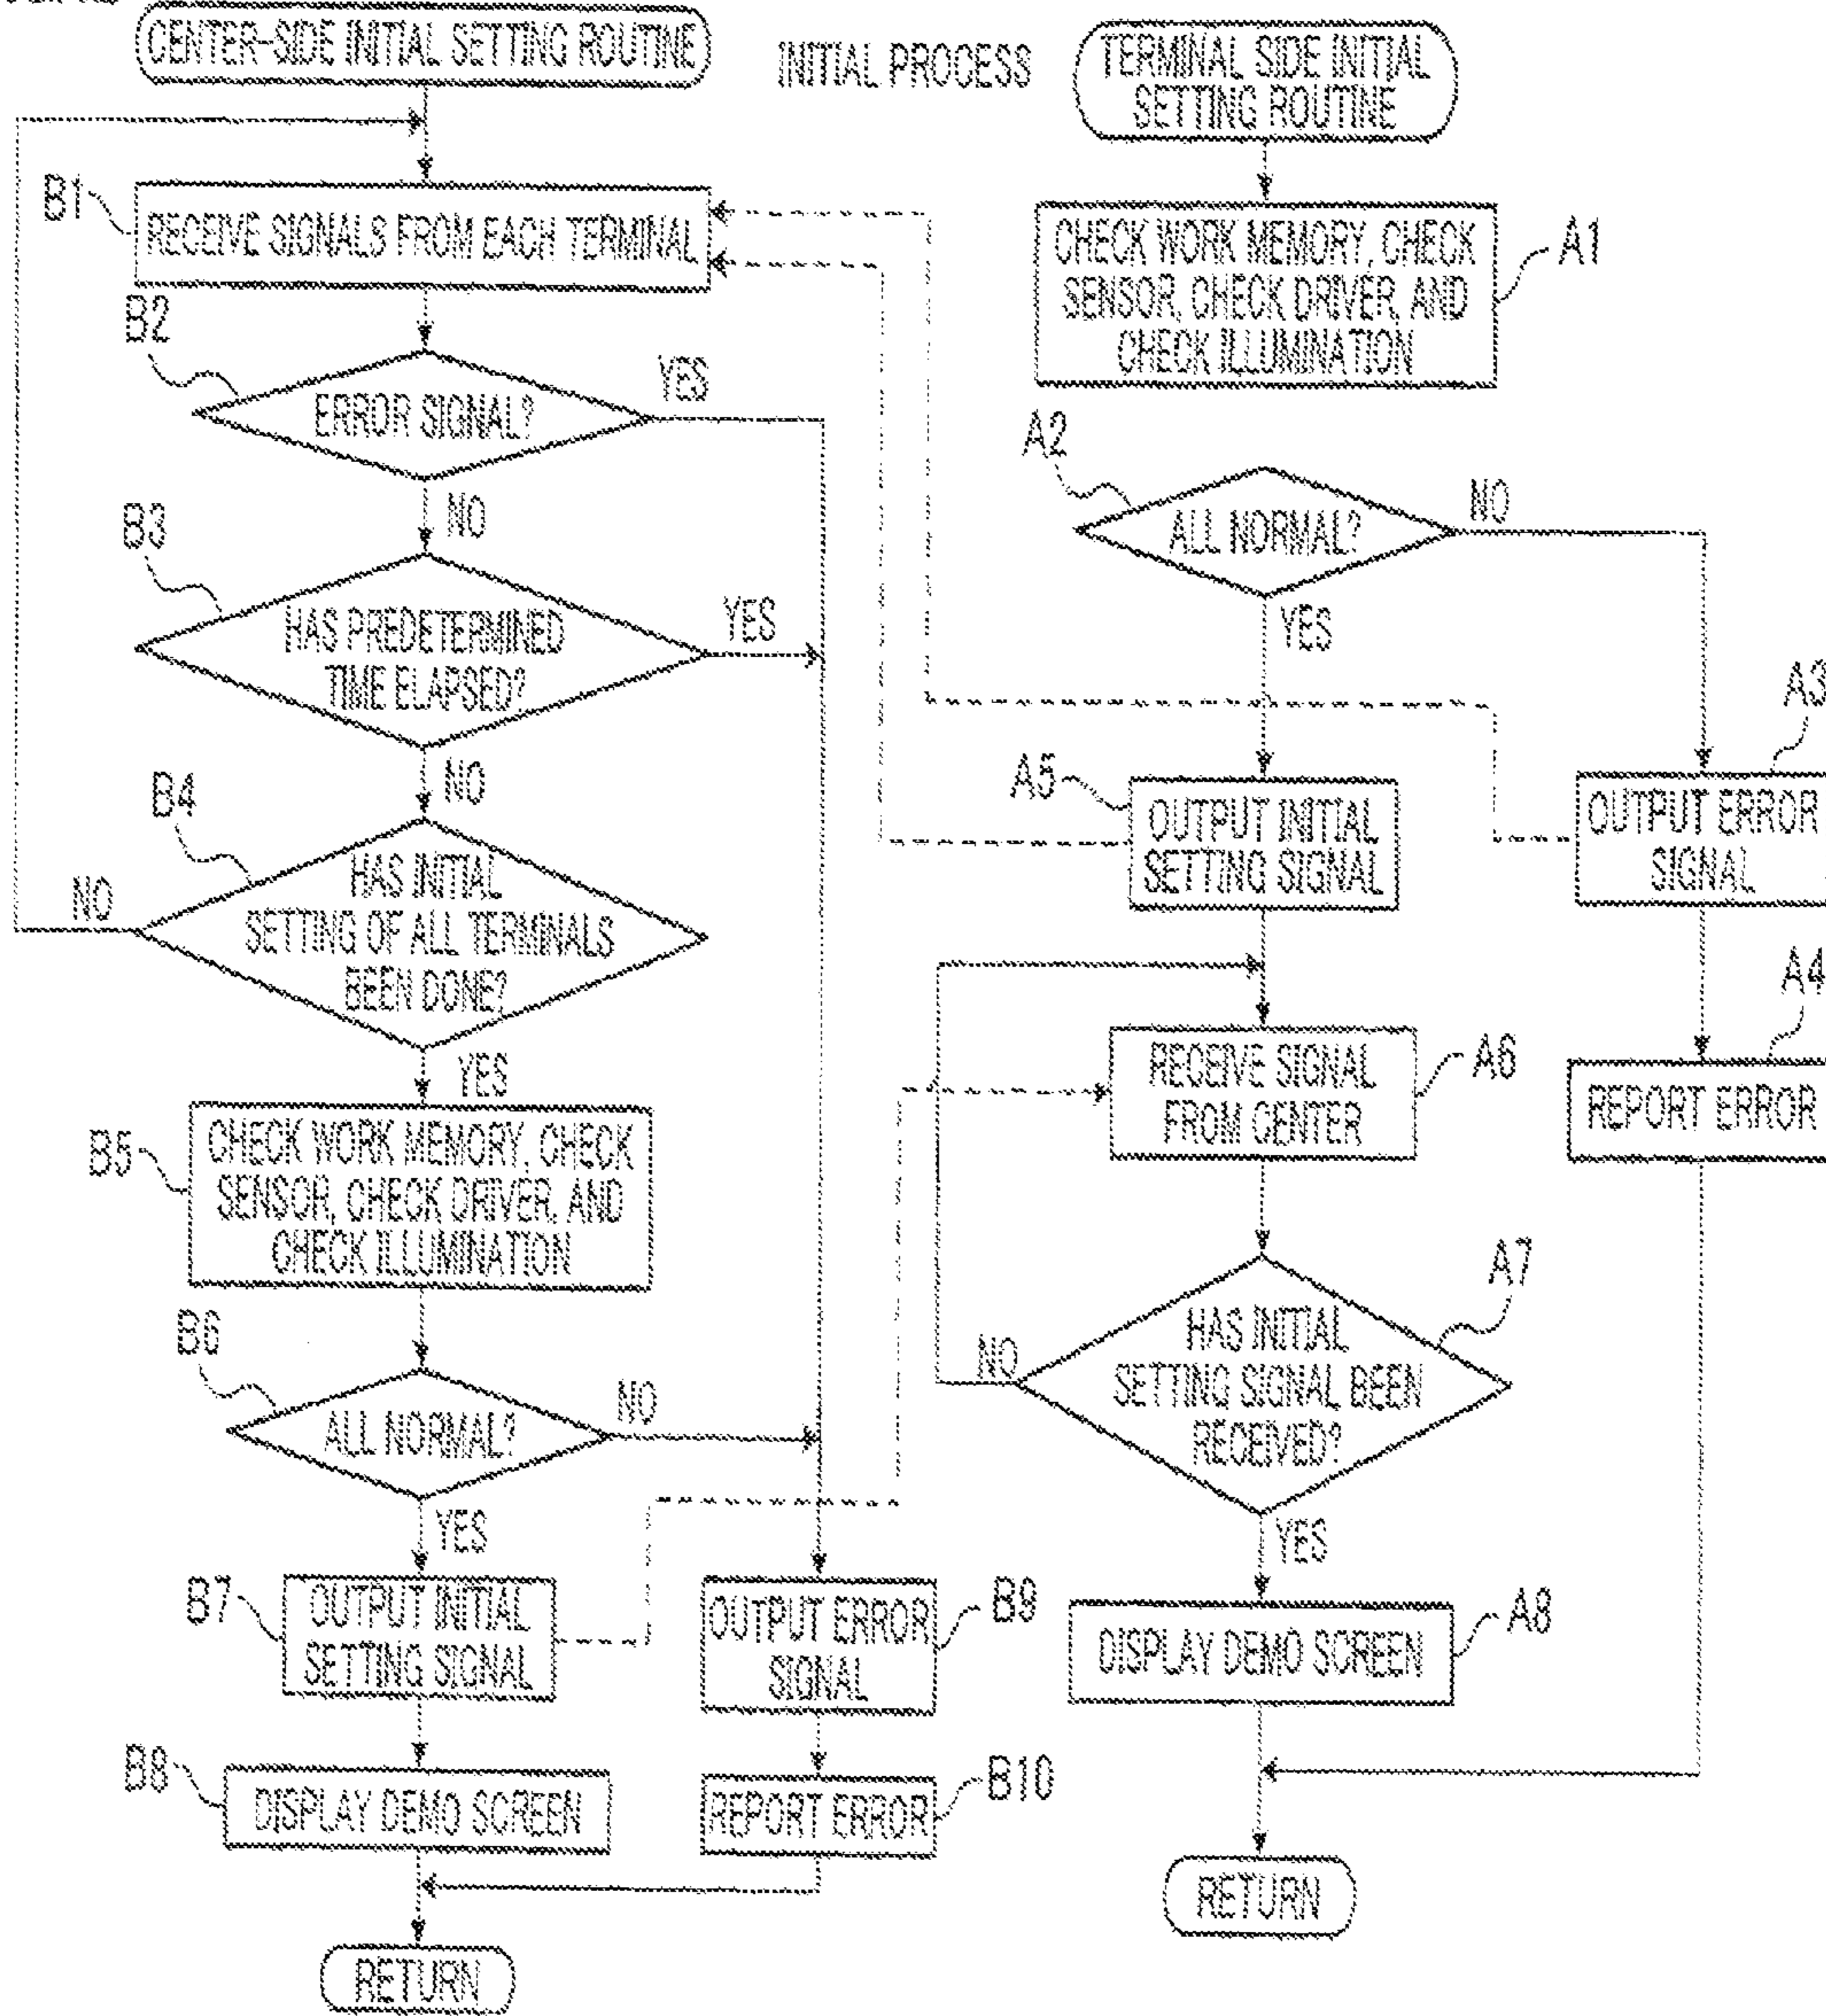 CENTER-SIDE INITIAL SETTING ROUTINE
INITIAL PROCESS
TERMINAL SIDE INITIAL
SETTING ROUTINE
B1
RECEIVE SIGNALS FROM EACH TERMINAL
B2
ERROR SIGNAL?
YES
NO
B3
HAS PREDETERMINED
TIME ELAPSED?
YES
NO
B4
HAS INITIAL
SETTING OF ALL TERMINALS
BEEN DONE?
NO
YES
B5
CHECK WORK MEMORY, CHECK
SENSOR, CHECK DRIVER, AND
CHECK ILLUMINATION
B6
ALL NORMAL?
NO
YES
B7
OUTPUT INITIAL
SETTING SIGNAL
B8
DISPLAY DEMO SCREEN
OUTPUT ERROR
SIGNAL
B9
REPORT ERROR
B10
RETURN
CHECK WORK MEMORY, CHECK
SENSOR, CHECK DRIVER, AND
CHECK ILLUMINATION
A1
A2
ALL NORMAL?
NO
YES
A3
OUTPUT ERROR
SIGNAL
A4
REPORT ERROR
A5
OUTPUT INITIAL
SETTING SIGNAL
RECEIVE SIGNAL
FROM CENTER
A6
A7
HAS INITIAL
SETTING SIGNAL BEEN
RECEIVED?
NO
YES
DISPLAY DEMO SCREEN
A8
RETURN